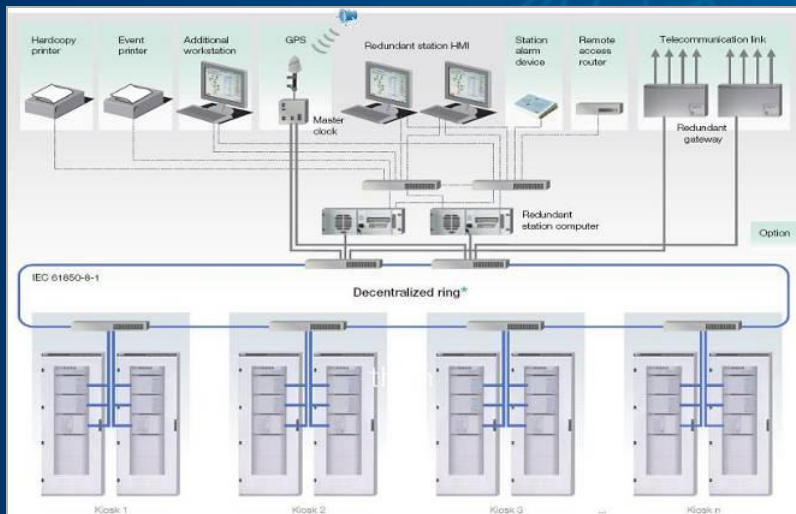 Hardcopy
printer
Event
printer
Additional
workstation
GPS
Redundant station HMI
Station
alarm
device
Remote
access
router
Telecommunication link
Master
clock
Redundant
gateway
Redundant
station computer
Option
IEC 61850-8-1
Decentralized ring*
Kiosk 1
Kiosk 2
Kiosk 3
...
Kiosk n